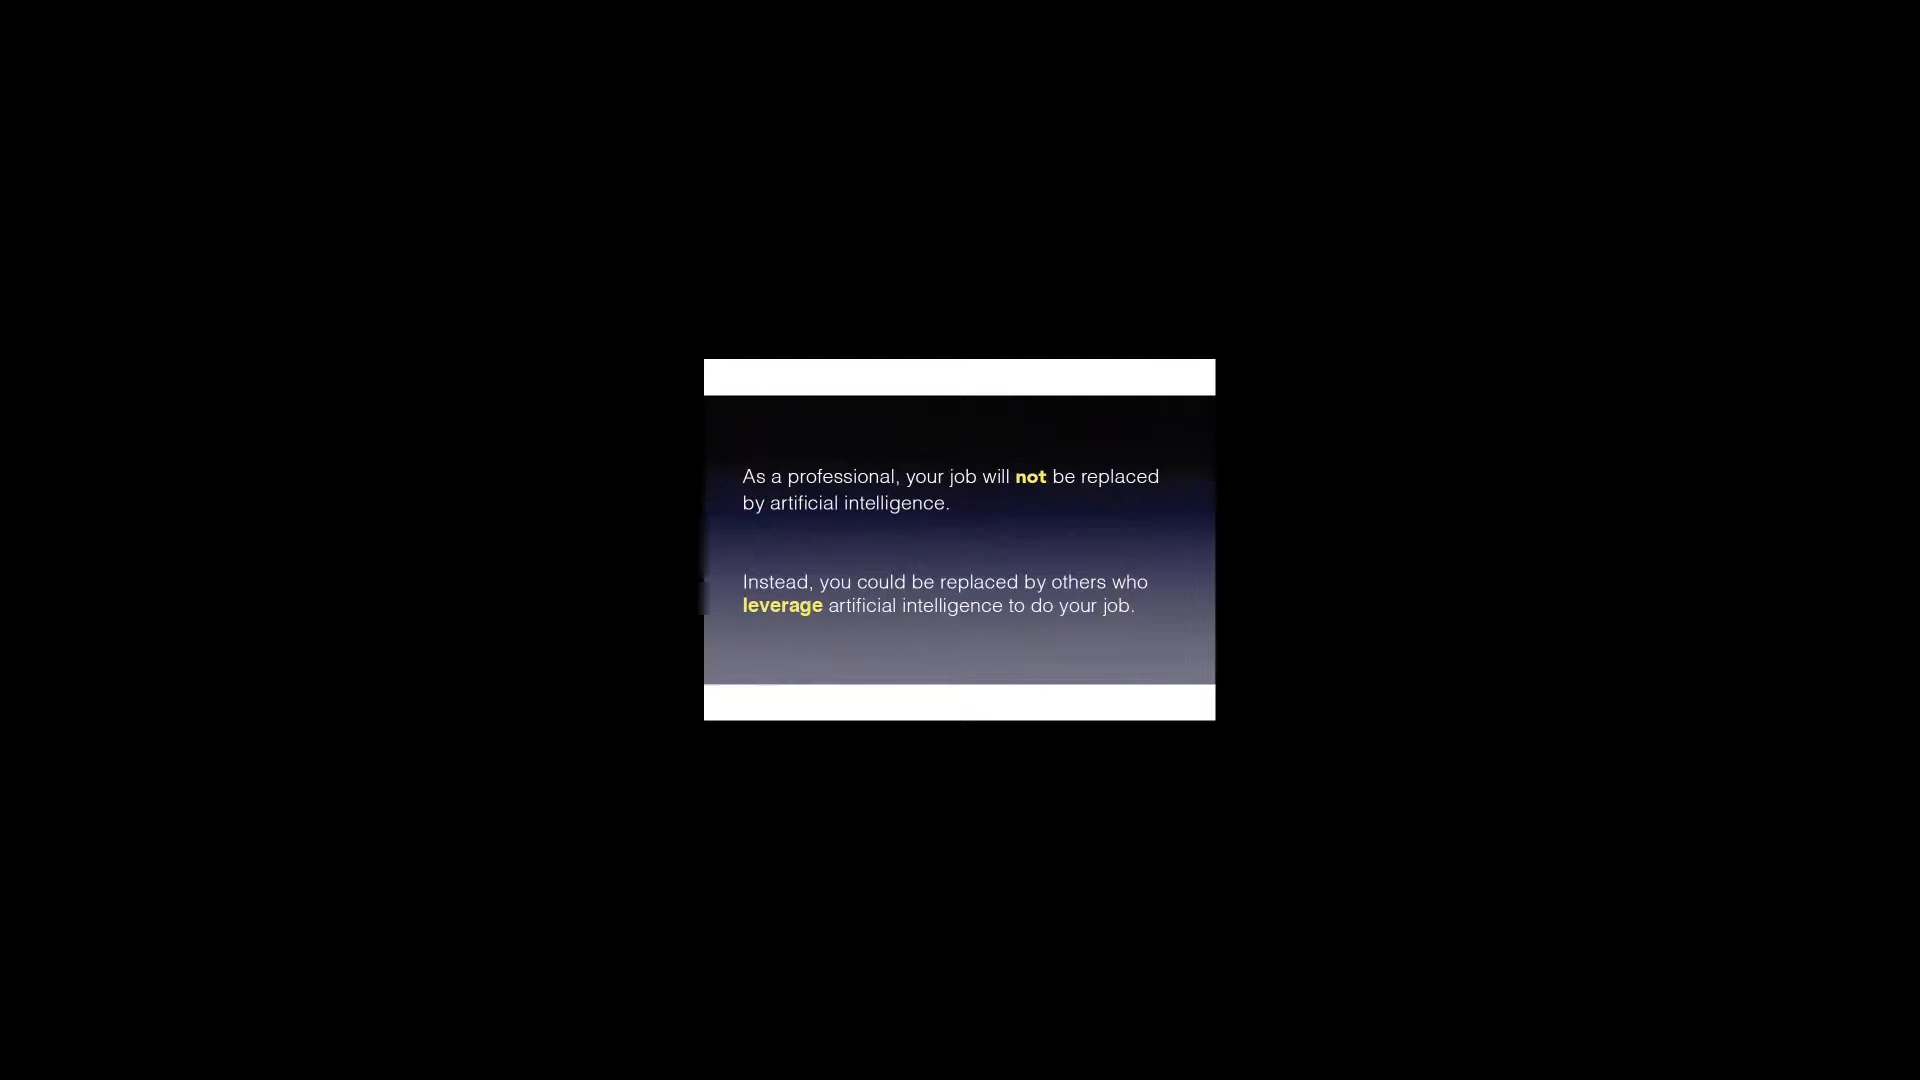 As a professional, your job will not be replaced
by artificial intelligence.
Instead, you could be replaced by others who
leverage artificial intelligence to do your job.